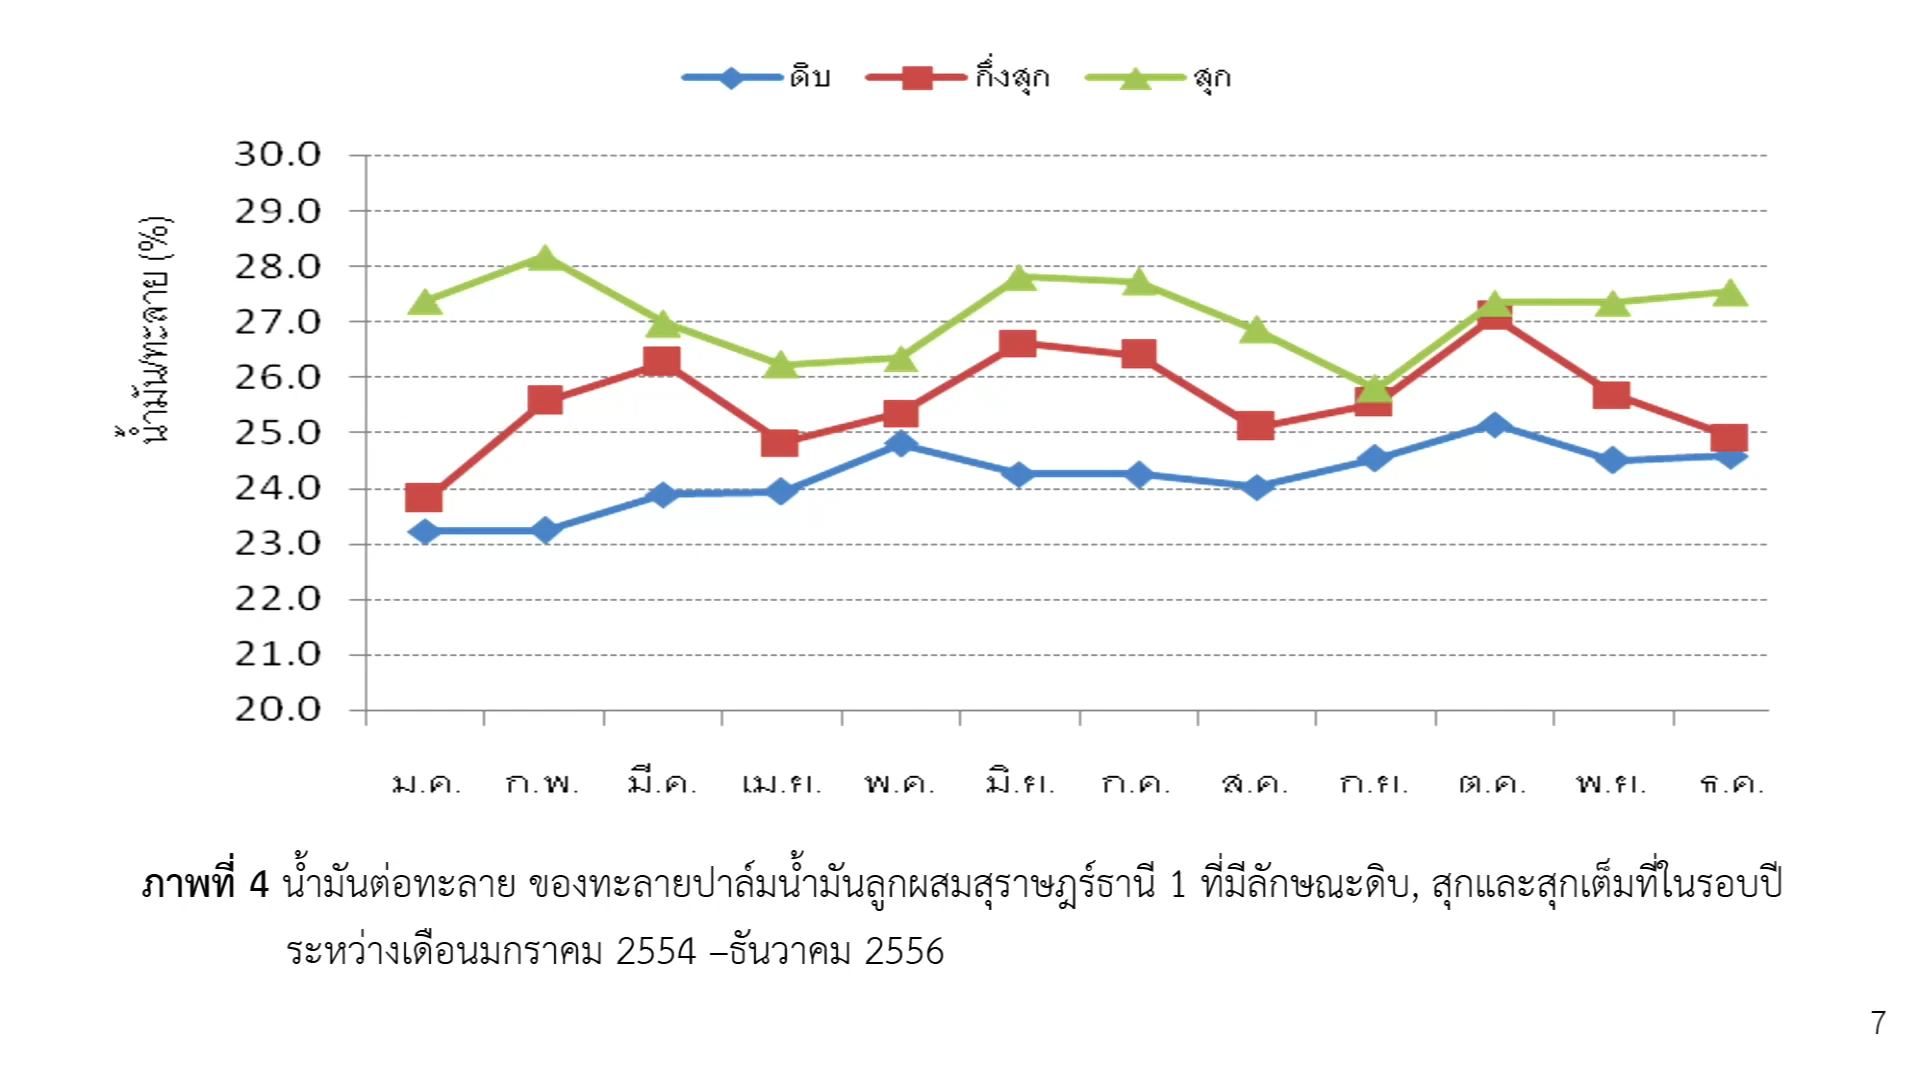 ดิบ กึ่งสุก สุก
น้ำมัน/ทะลาย (%)
30.0
29.0
28.0
27.0
26.0
25.0
24.0
23.0
22.0
21.0
20.0
ม.ค. ก.พ. มี.ค. เม.ย. พ.ค. มิ.ย. ก.ค. ส.ค. ก.ย. ต.ค. พ.ย. ธ.ค.
ภาพที่ 4 น้ำมันต่อทะลาย ของทะลายปาล์มน้ำมันลูกผสมสุราษฎร์ธานี 1 ที่มีลักษณะดิบ, สุกและสุกเต็มที่ในรอบปี
ระหว่างเดือนมกราคม 2554 –ธันวาคม 2556
7